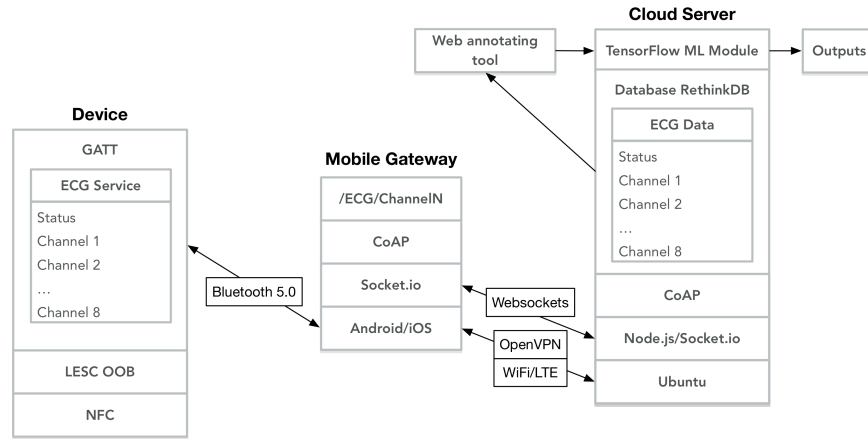 Device
GATT
ECG Service
Status
Channel 1
Channel 2
...
Channel 8
LESC OOB
NFC
Bluetooth 5.0
Mobile Gateway
/ECG/ChannelN
CoAP
Socket.io
Android/iOS
Websockets
OpenVPN
WiFi/LTE
Web annotating
tool
Cloud Server
TensorFlow ML Module
Database RethinkDB
ECG Data
Status
Channel 1
Channel 2
...
Channel 8
CoAP
Node.js/Socket.io
Ubuntu
Outputs